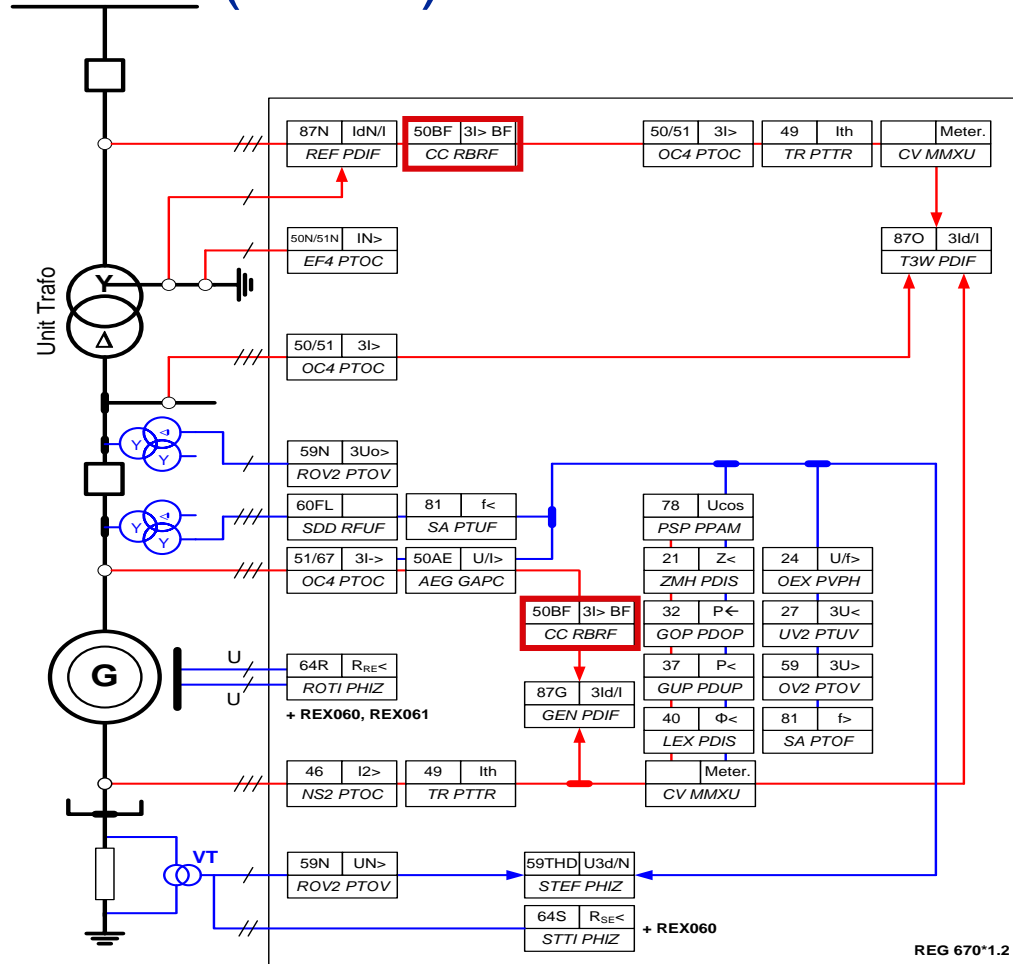 87N IdN/I
REF PDIF
50BF 3I> BF
CC RBRF
50/51 3I>
OC4 PTOC
49 Ith
TR PTTR
Meter.
CV MMXU
50N/51N IN>
EF4 PTOC
87O 3Id/I
T3W PDIF
Unit Trafo
Y
Δ
50/51 3I>
OC4 PTOC
Y
Δ
Y
59N 3Uo>
ROV2 PTOV
Y
Δ
Y
60FL
SDD RFUF
81 f<
SA PTUF
78 Ucos
PSP PPAM
51/67 3I->
OC4 PTOC
50AE U/I>
AEG GAPC
21 Z<
ZMH PDIS
24 U/f>
OEX PVPH
50BF 3I> BF
CC RBRF
32 P←
GOP PDOP
27 3U<
UV2 PTUV
G
U
U
64R RRE<
ROTI PHIZ
+ REX060, REX061
87G 3Id/I
GEN PDIF
37 P<
GUP PDUP
59 3U>
OV2 PTOV
40 Φ<
LEX PDIS
81 f>
SA PTOF
46 I2>
NS2 PTOC
49 Ith
TR PTTR
Meter.
CV MMXU
VT
59N UN>
ROV2 PTOV
59THD U3d/N
STEF PHIZ
64S RSE<
STTI PHIZ
+ REX060
REG 670*1.2